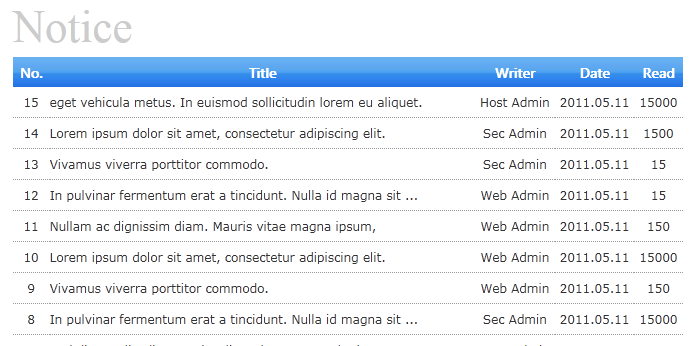 Notice
No. Title Writer Date Read
15 eget vehicula metus. In euismod sollicitudin lorem eu aliquet. Host Admin 2011.05.11 15000
14 Lorem ipsum dolor sit amet, consectetur adipiscing elit. Sec Admin 2011.05.11 1500
13 Vivamus viverra porttitor commodo. Sec Admin 2011.05.11 15
12 In pulvinar fermentum erat a tincidunt. Nulla id magna sit ... Web Admin 2011.05.11 15
11 Nullam ac dignissim diam. Mauris vitae magna ipsum, Web Admin 2011.05.11 150
10 Lorem ipsum dolor sit amet, consectetur adipiscing elit. Web Admin 2011.05.11 15000
9 Vivamus viverra porttitor commodo. Web Admin 2011.05.11 150
8 In pulvinar fermentum erat a tincidunt. Nulla id magna sit ... Sec Admin 2011.05.11 15000